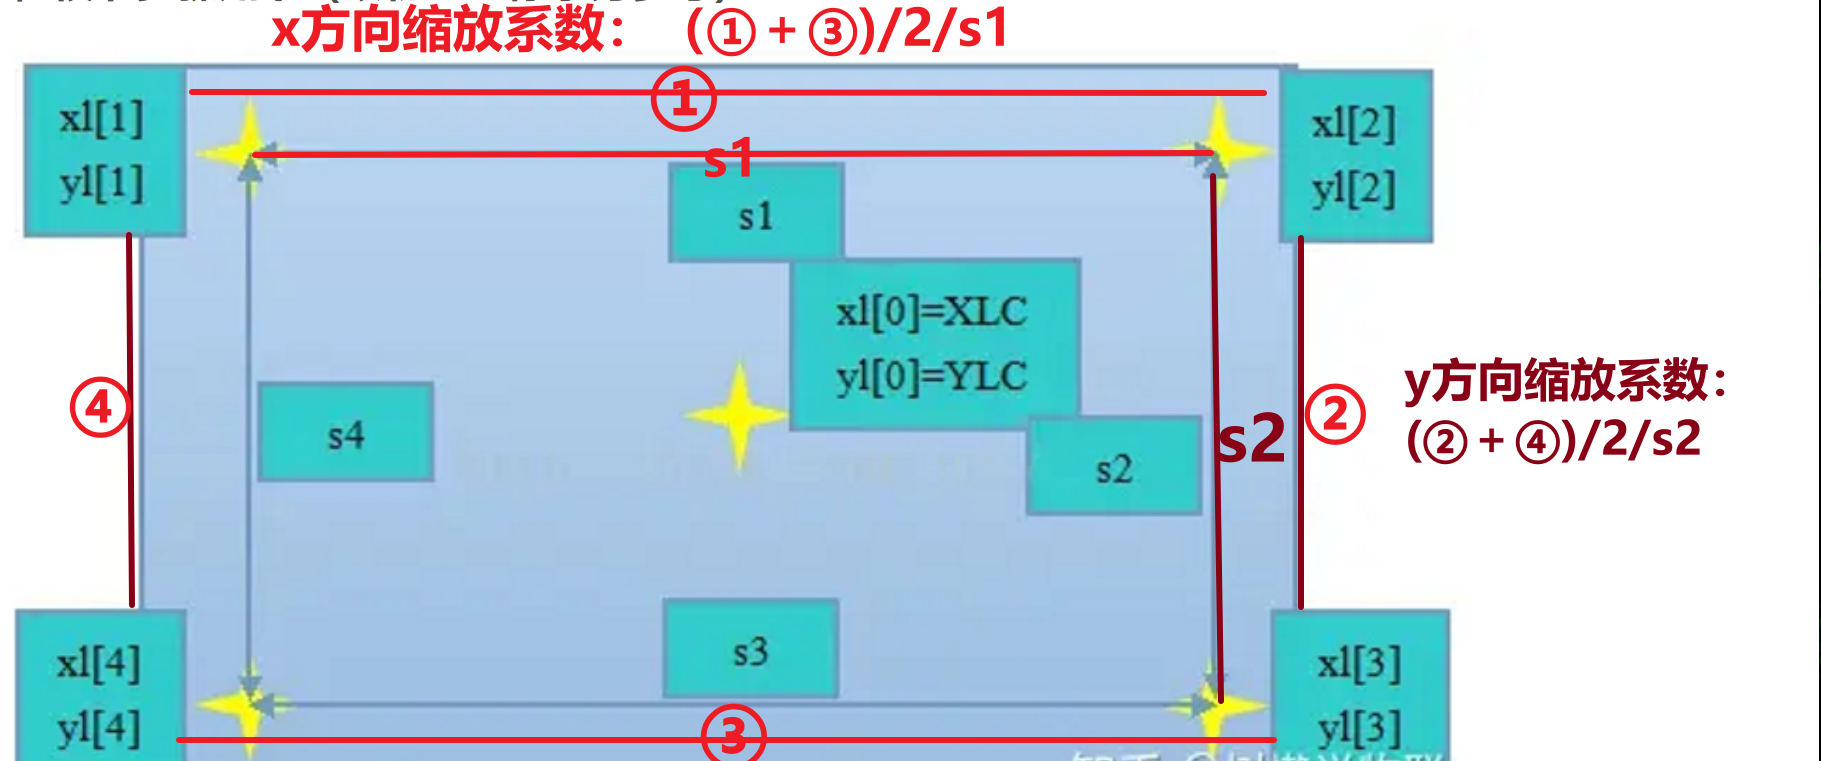 x方向缩放系数： (①+③)/2/s1
①
xl[1]
yl[1]
xl[2]
yl[2]
s1
s1
xl[0]=XLC
yl[0]=YLC
④
s4
s2
s2
②
y方向缩放系数：
(②+④)/2/s2
s3
xl[4]
yl[4]
③
xl[3]
yl[3]